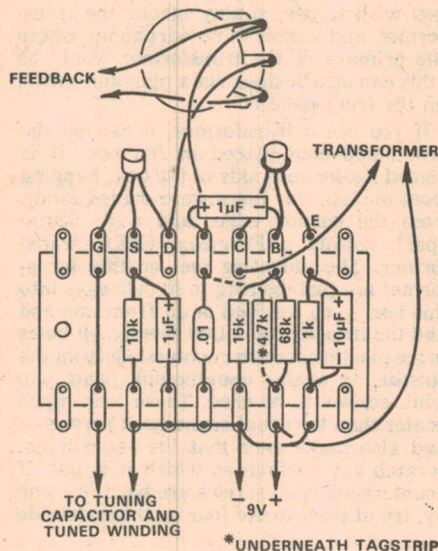 FEEDBACK
TRANSFORMER
.1μF
G S D C B E
10k
1μF+
.01
15k
*4.7k
68k
1k
10μF+
TO TUNING
CAPACITOR AND
TUNED WINDING
9V +
*UNDERNEATH TAGSTRIP